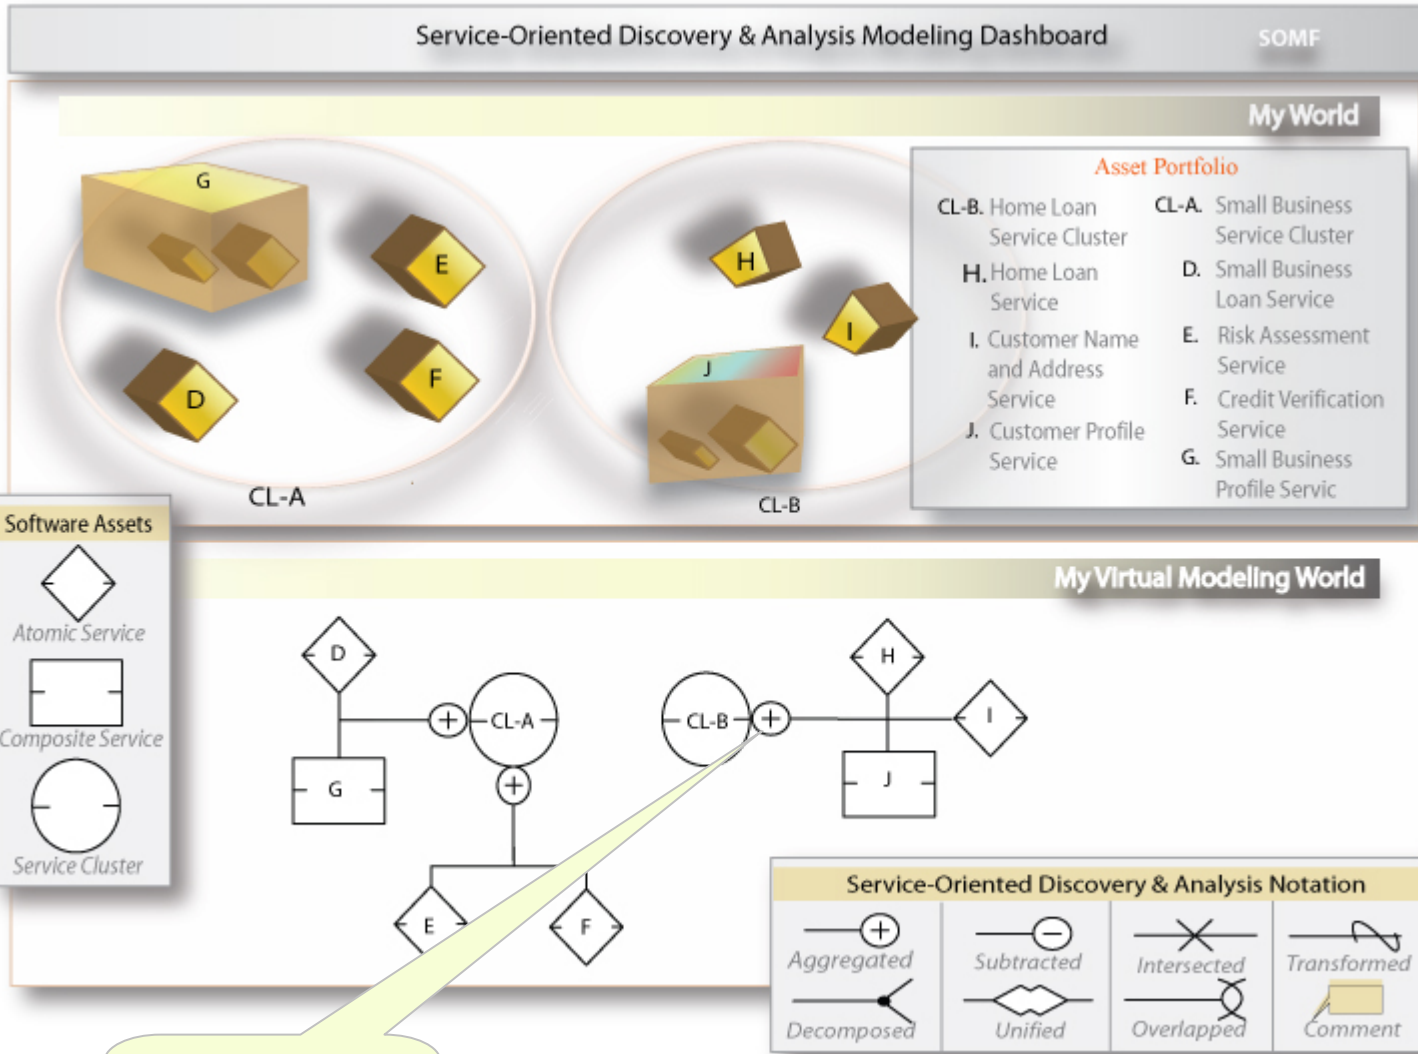 Service-Oriented Discovery & Analysis Modeling Dashboard
SOMF
My World
G
E
F
D
CL-A
H
I
J
CL-B
Asset Portfolio
CL-B. Home Loan
Service Cluster
H. Home Loan
Service
I. Customer Name
and Address
Service
J. Customer Profile
Service
CL-A. Small Business
Service Cluster
D. Small Business
Loan Service
E. Risk Assessment
Service
F. Credit Verification
Service
G. Small Business
Profile Servic
Software Assets
Atomic Service
Composite Service
Service Cluster
My Virtual Modeling World
D
+
CL-A
G
+
E
F
CL-B
+
H
I
J
Service-Oriented Discovery & Analysis Notation
+
Aggregated
Subtracted
Intersected
Transformed
Decomposed
Unified
Overlapped
Comment